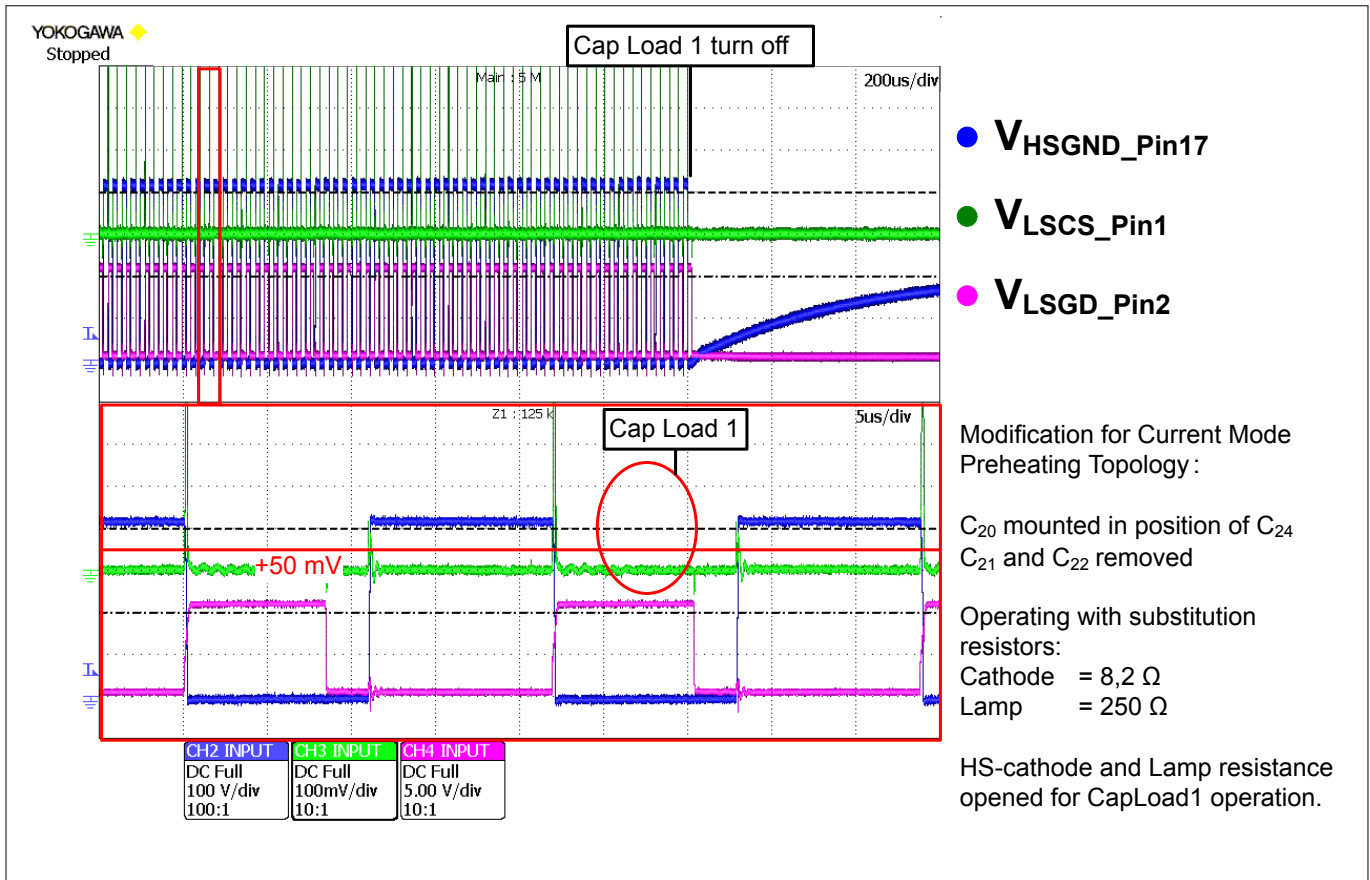 YOKOGAWA
Stopped
Cap Load 1 turn off
Main : 5 M
200us/div
V_HSGND_Pin17
V_LSCS_Pin1
V_LSGD_Pin2
Z1 : 125 k
5us/div
Cap Load 1
+50 mV
Modification for Current Mode
Preheating Topology :
C₂₀ mounted in position of C₂₄
C₂₁ and C₂₂ removed
Operating with substitution
resistors:
Cathode = 8,2 Ω
Lamp = 250 Ω
HS-cathode and Lamp resistance
opened for CapLoad1 operation.
CH2 INPUT
DC Full
100 V/div
100:1
CH3 INPUT
DC Full
100mV/div
10:1
CH4 INPUT
DC Full
5.00 V/div
10:1